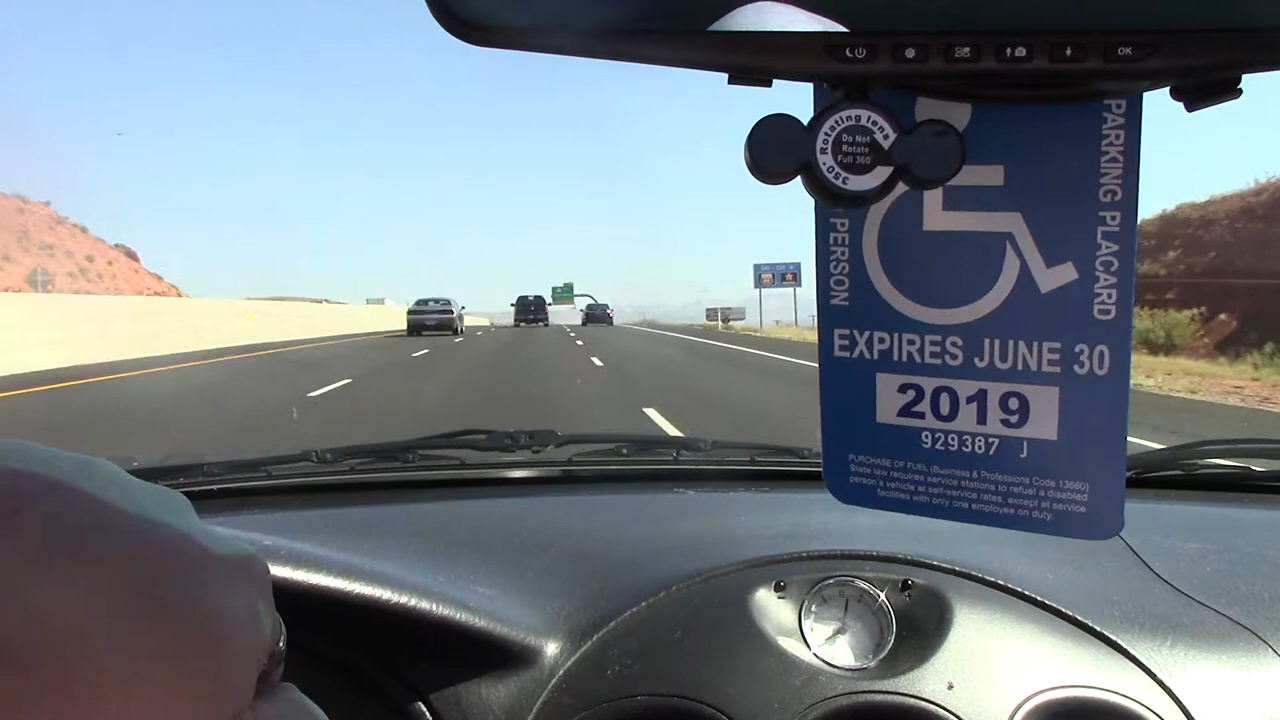 OK
Rotating lens
Do Not
Rotate
Full 360°
350°
PERSON
PARKING PLACARD
EXPIRES JUNE 30
2019
929387 J
PURCHASE OF FUEL (Business & Professions Code 13660)
State law requires service stations to refuel a disabled
person's vehicle at self-service rates, except at service
facilities with only one employee on duty.